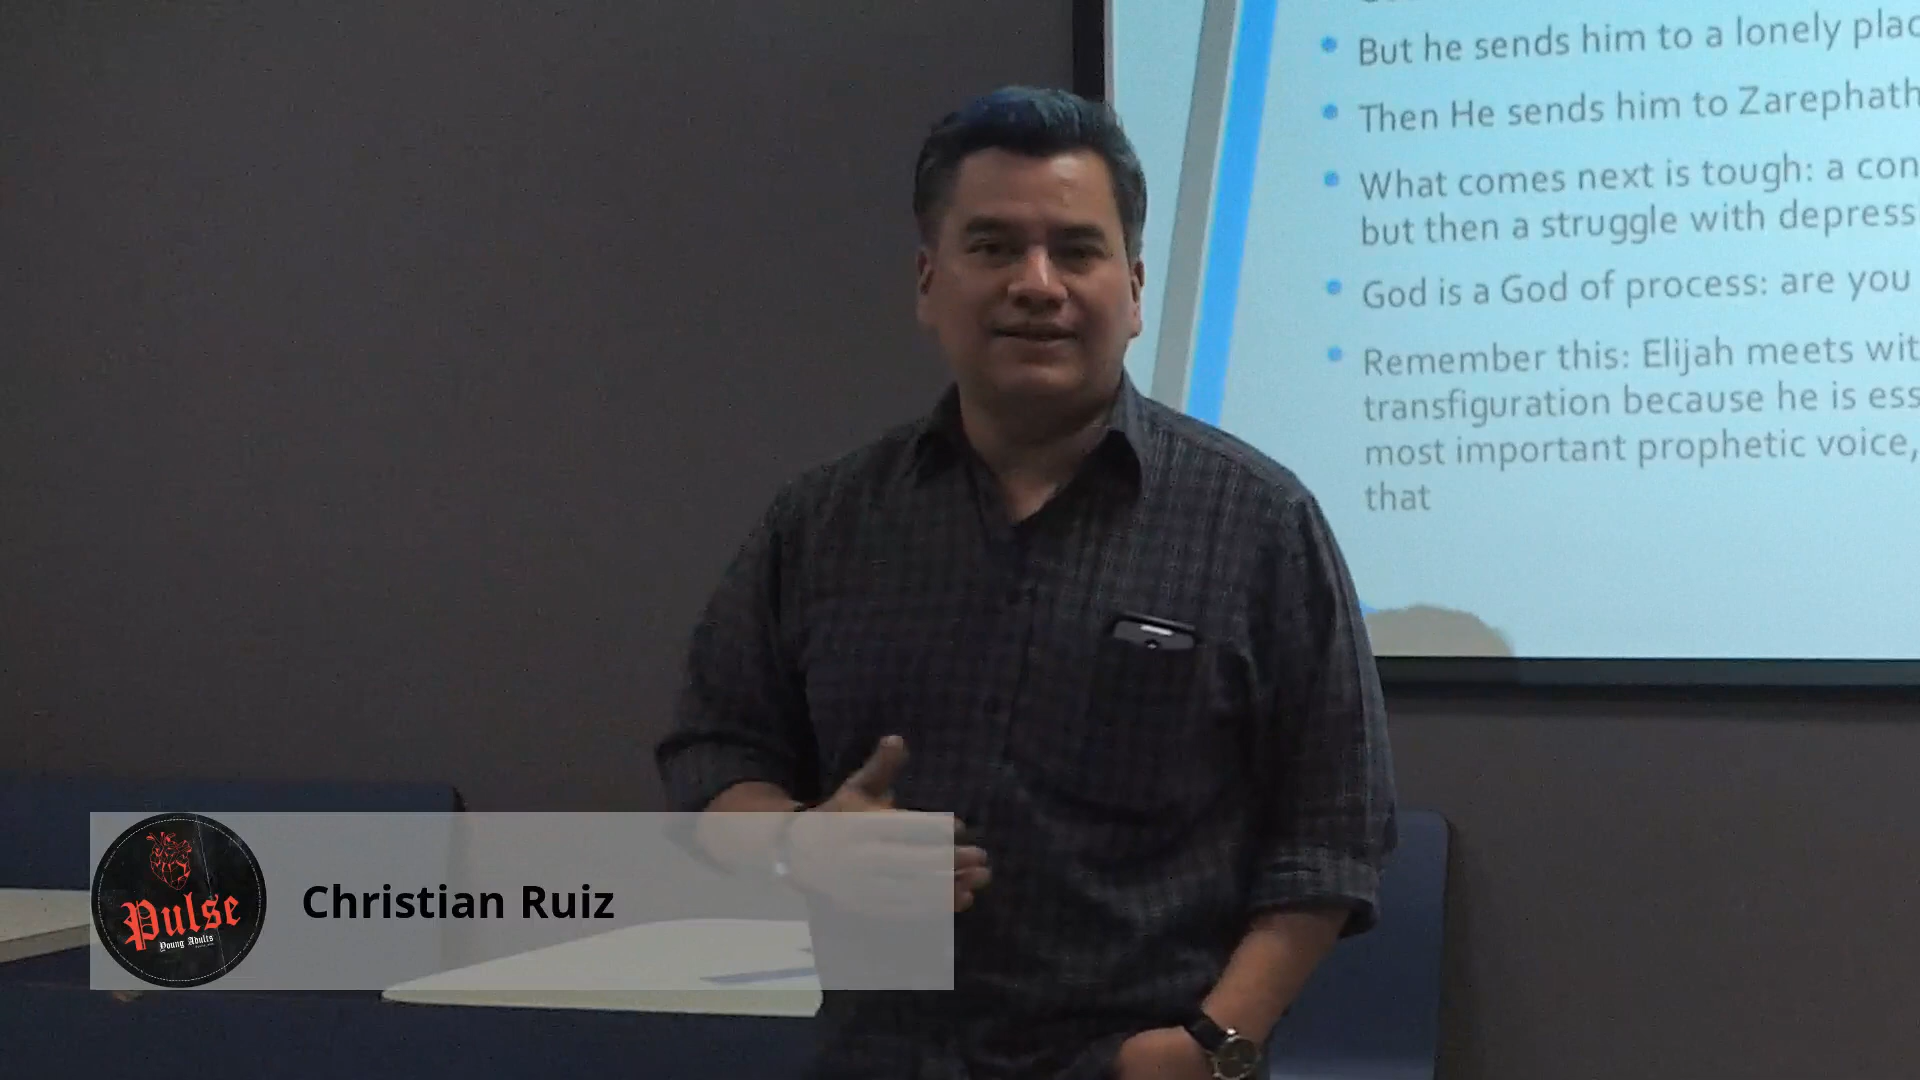 But he sends him to a lonely plac
Then He sends him to Zarephath
What comes next is tough: a con
but then a struggle with depress
God is a God of process: are you
Remember this: Elijah meets wit
transfiguration because he is ess
most important prophetic voice,
that
Pulse
Young Adults
Christian Ruiz